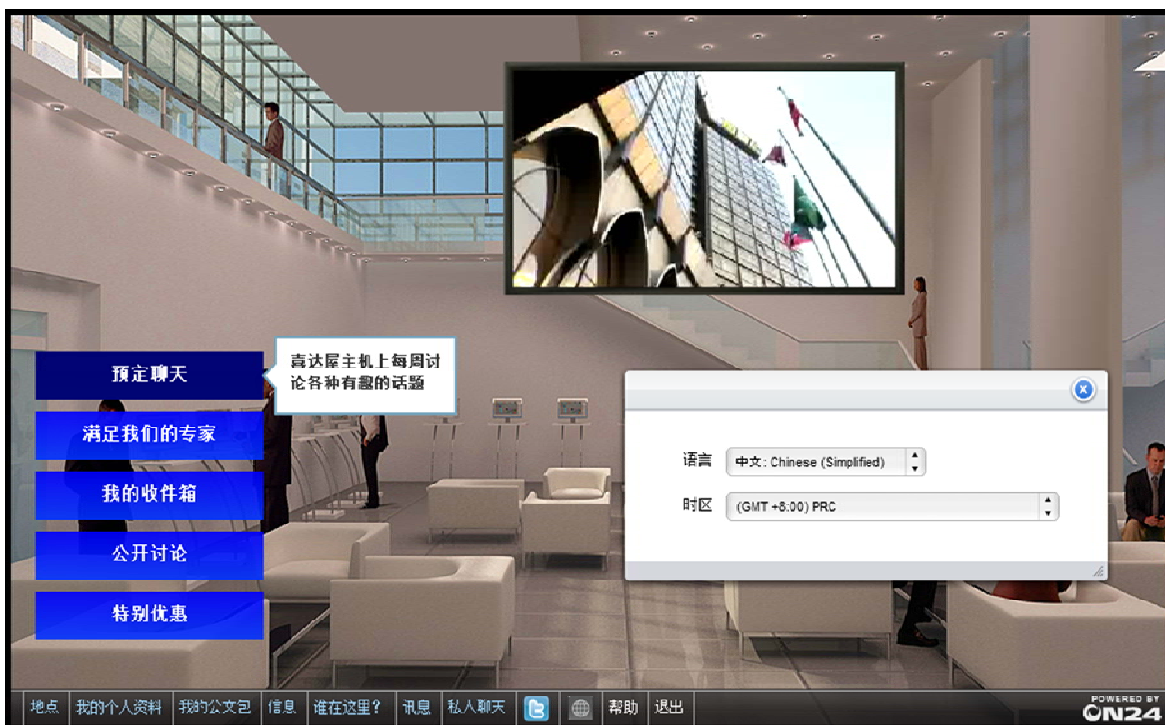 预定聊天
喜达屋主机上每周讨
论各种有趣的话题
满足我们的专家
我的收件箱
公开讨论
特别优惠
语言 中文: Chinese (Simplified)
时区 (GMT +8:00) PRC
地点 我的个人资料 我的公文包 信息 谁在这里? 讯息 私人聊天 帮助 退出
POWERED BY
ON24